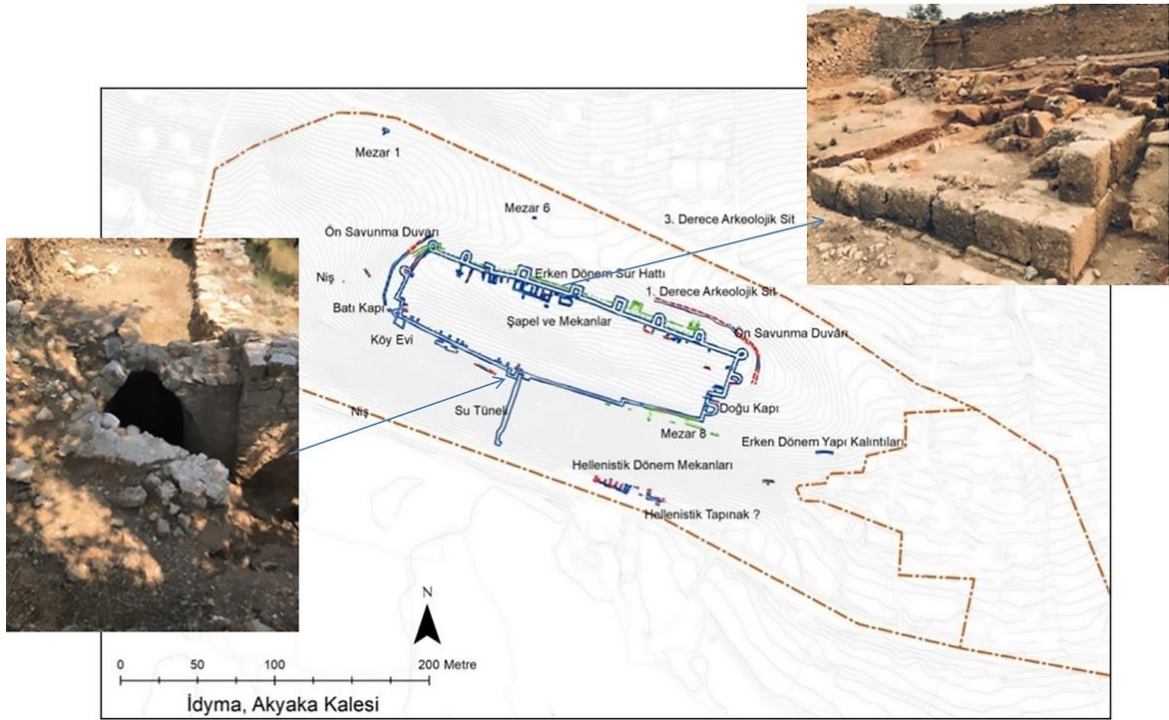 Mezar 1
Mezar 6
3. Derece Arkeolojik Sit
Ön Savunma Duvarı
Erken Dönem Sur Hattı
Niş
1. Derece Arkeolojik Sit
Batı Kapı
Şapel ve Mekanlar
Ön Savunma Duvarı
Köy Evi
Su Tüneli
Niş
Doğu Kapı
Mezar 8
Erken Dönem Yapı Kalıntıları
Hellenistik Dönem Mekanları
Hellenistik Tapınak ?
N
0 50 100 200 Metre
İdyma, Akyaka Kalesi